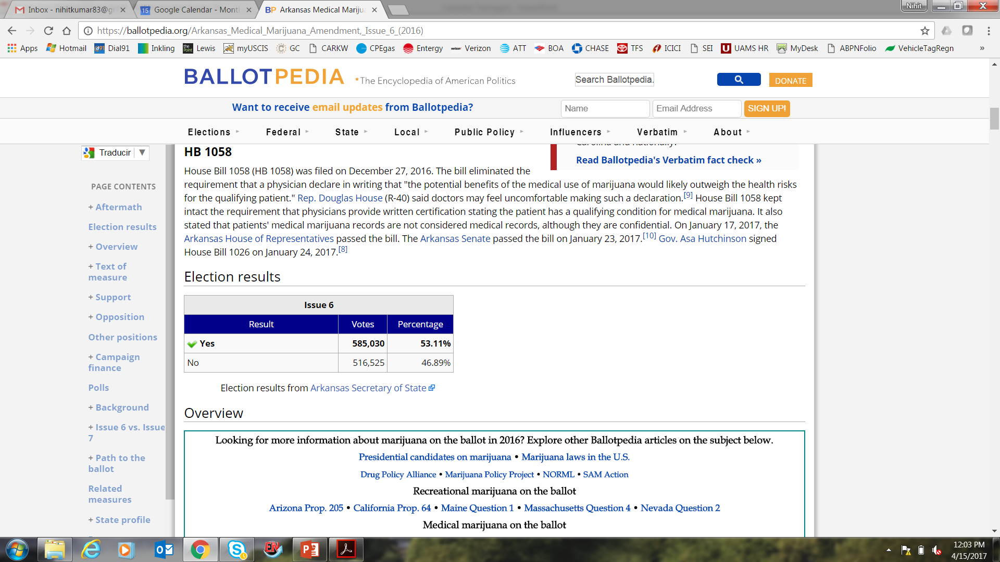 Inbox - nihitkumar83@g
Google Calendar - Mont
BP Arkansas Medical Mariju
Nihit
https://ballotpedia.org/Arkansas_Medical_Marijuana_Amendment,_Issue_6_(2016)
Apps Hotmail d91 Dial91 Inkling the Point Lewis myUSCIS GC CARKW CPEgas Entergy verizon Verizon ATT BOA CHASE TFS ICICI SEI U UAMS HR MyDesk ABPNFolio VehicleTagRegn »
BALLOTPEDIA *The Encyclopedia of American Politics
Search Ballotpedia.
DONATE
Want to receive email updates from Ballotpedia?
Name
Email Address
SIGN UP!
Elections Federal State Local Public Policy Influencers Verbatim About
Traducir
PAGE CONTENTS
+ Aftermath
Election results
+ Overview
+ Text of
measure
+ Support
+ Opposition
Other positions
+ Campaign
finance
Polls
+ Background
+ Issue 6 vs. Issue
7
+ Path to the
ballot
Related
measures
+ State profile
Carolina and nationally?
Read Ballotpedia's Verbatim fact check »
HB 1058
House Bill 1058 (HB 1058) was filed on December 27, 2016. The bill eliminated the
requirement that a physician declare in writing that "the potential benefits of the medical use of marijuana would likely outweigh the health risks
for the qualifying patient." Rep. Douglas House (R-40) said doctors may feel uncomfortable making such a declaration.[9] House Bill 1058 kept
intact the requirement that physicians provide written certification stating the patient has a qualifying condition for medical marijuana. It also
stated that patients' medical marijuana records are not considered medical records, although they are confidential. On January 17, 2017, the
Arkansas House of Representatives passed the bill. The Arkansas Senate passed the bill on January 23, 2017.[10] Gov. Asa Hutchinson signed
House Bill 1026 on January 24, 2017.[8]
Election results
Issue 6
Result Votes Percentage
Yes 585,030 53.11%
No 516,525 46.89%
Election results from Arkansas Secretary of State
Overview
Looking for more information about marijuana on the ballot in 2016? Explore other Ballotpedia articles on the subject below.
Presidential candidates on marijuana • Marijuana laws in the U.S.
Drug Policy Alliance • Marijuana Policy Project • NORML • SAM Action
Recreational marijuana on the ballot
Arizona Prop. 205 • California Prop. 64 • Maine Question 1 • Massachusetts Question 4 • Nevada Question 2
Medical marijuana on the ballot
12:03 PM
4/15/2017